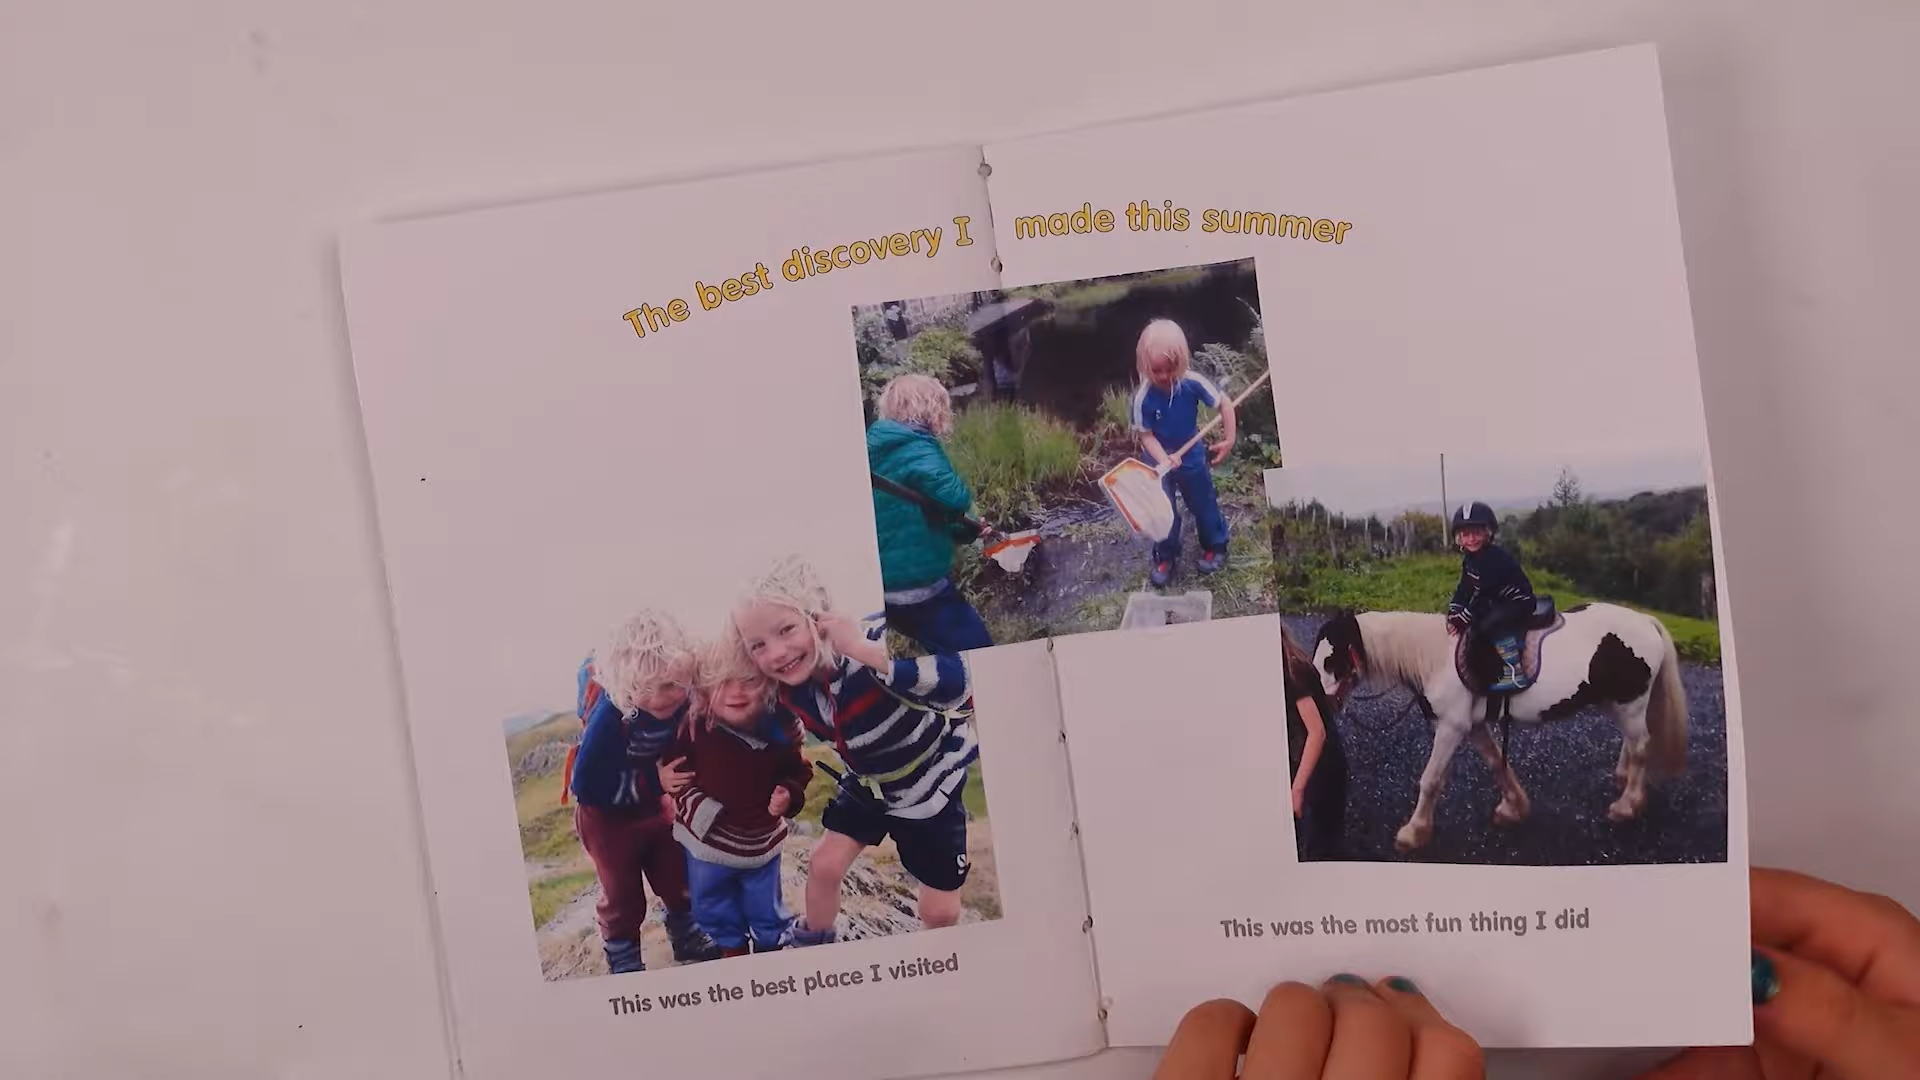 The best discovery I made this summer
This was the best place I visited
This was the most fun thing I did